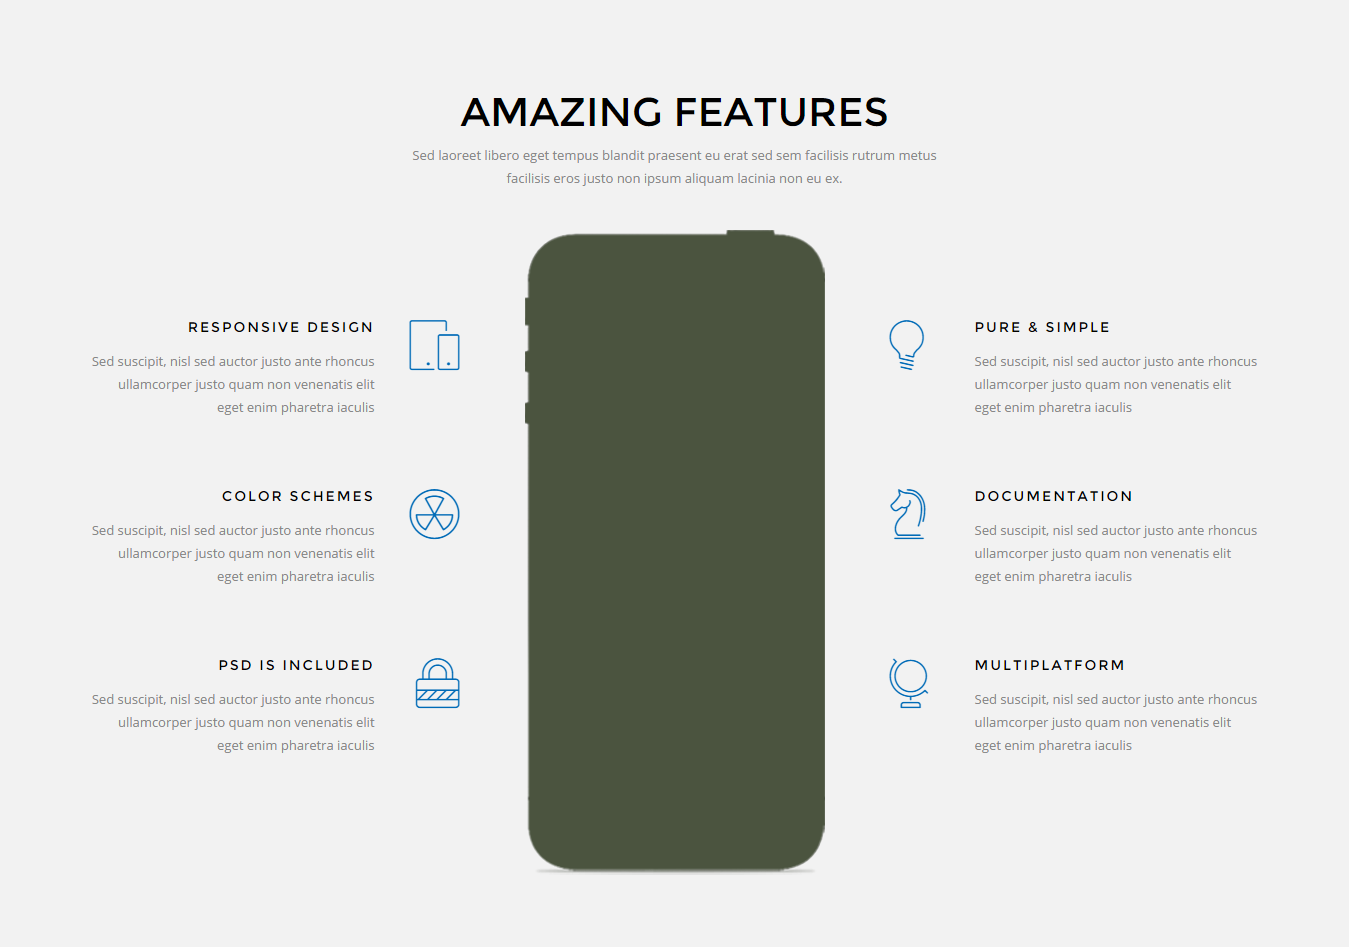 AMAZING FEATURES
Sed laoreet libero eget tempus blandit praesent eu erat sed sem facilisis rutrum metus
facilisis eros justo non ipsum aliquam lacinia non eu ex.
RESPONSIVE DESIGN
Sed suscipit, nisl sed auctor justo ante rhoncus
ullamcorper justo quam non venenatis elit
eget enim pharetra iaculis
COLOR SCHEMES
Sed suscipit, nisl sed auctor justo ante rhoncus
ullamcorper justo quam non venenatis elit
eget enim pharetra iaculis
PSD IS INCLUDED
Sed suscipit, nisl sed auctor justo ante rhoncus
ullamcorper justo quam non venenatis elit
eget enim pharetra iaculis
PURE & SIMPLE
Sed suscipit, nisl sed auctor justo ante rhoncus
ullamcorper justo quam non venenatis elit
eget enim pharetra iaculis
DOCUMENTATION
Sed suscipit, nisl sed auctor justo ante rhoncus
ullamcorper justo quam non venenatis elit
eget enim pharetra iaculis
MULTIPLATFORM
Sed suscipit, nisl sed auctor justo ante rhoncus
ullamcorper justo quam non venenatis elit
eget enim pharetra iaculis